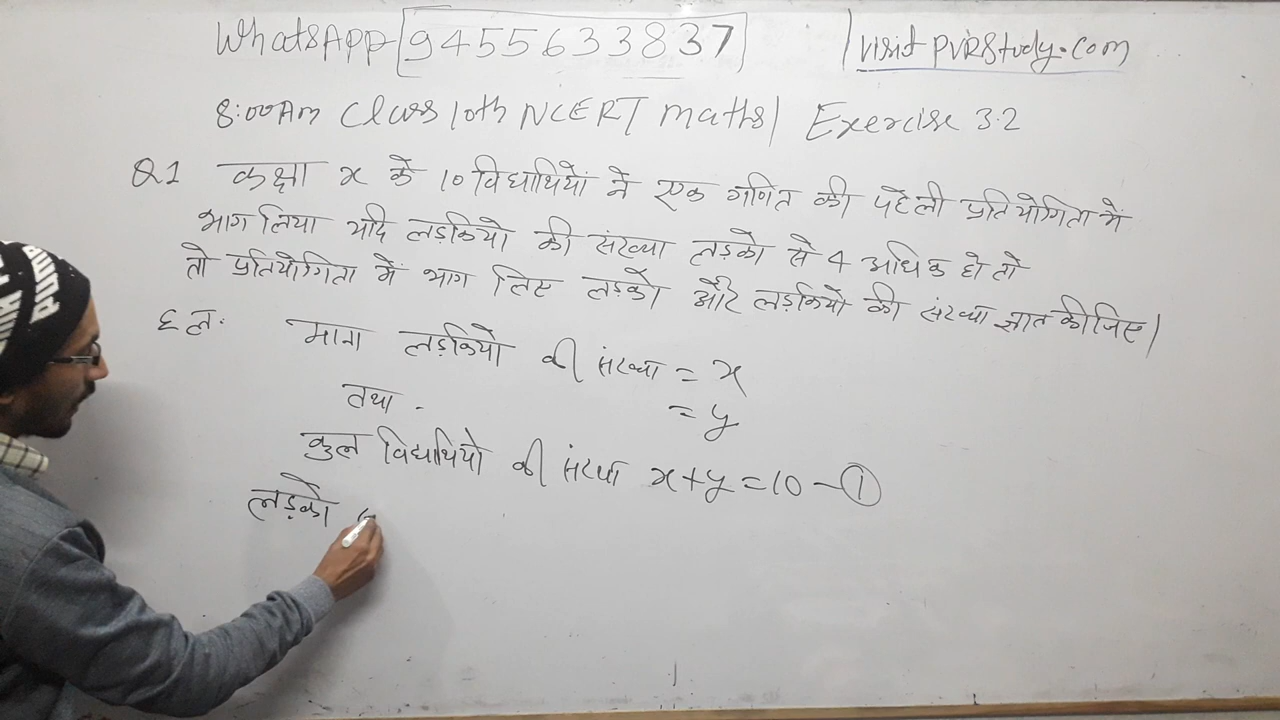 WhatsApp 9455633837 | visit pvrstudy.com
8:00Am Class 10th NCERT maths | Exercise 3.2
Q1 कक्षा x के 10 विद्यार्थियों ने एक गणित की पहेली प्रतियोगिता में
भाग लिया यदि लड़कियो की संख्या लड़को से 4 अधिक हो तो
तो प्रतियोगिता में भाग लिए लड़को और लड़कियो की संख्या ज्ञात कीजिए।
हल: माना लड़कियो की संख्या = x
तथा = y
कुल विद्यार्थियो की संख्या x+y=10 - ①
लड़को